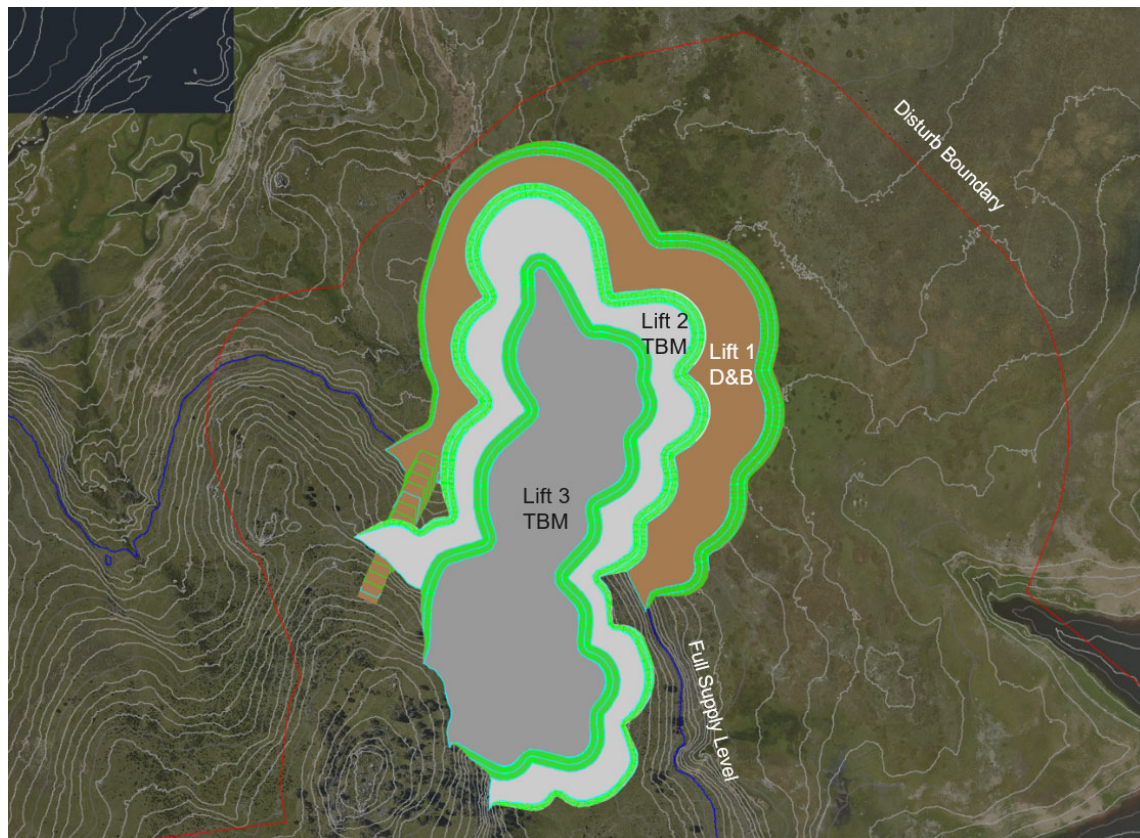 Disturb Boundary
Lift 2
TBM
Lift 1
D&B
Lift 3
TBM
Full Supply Level